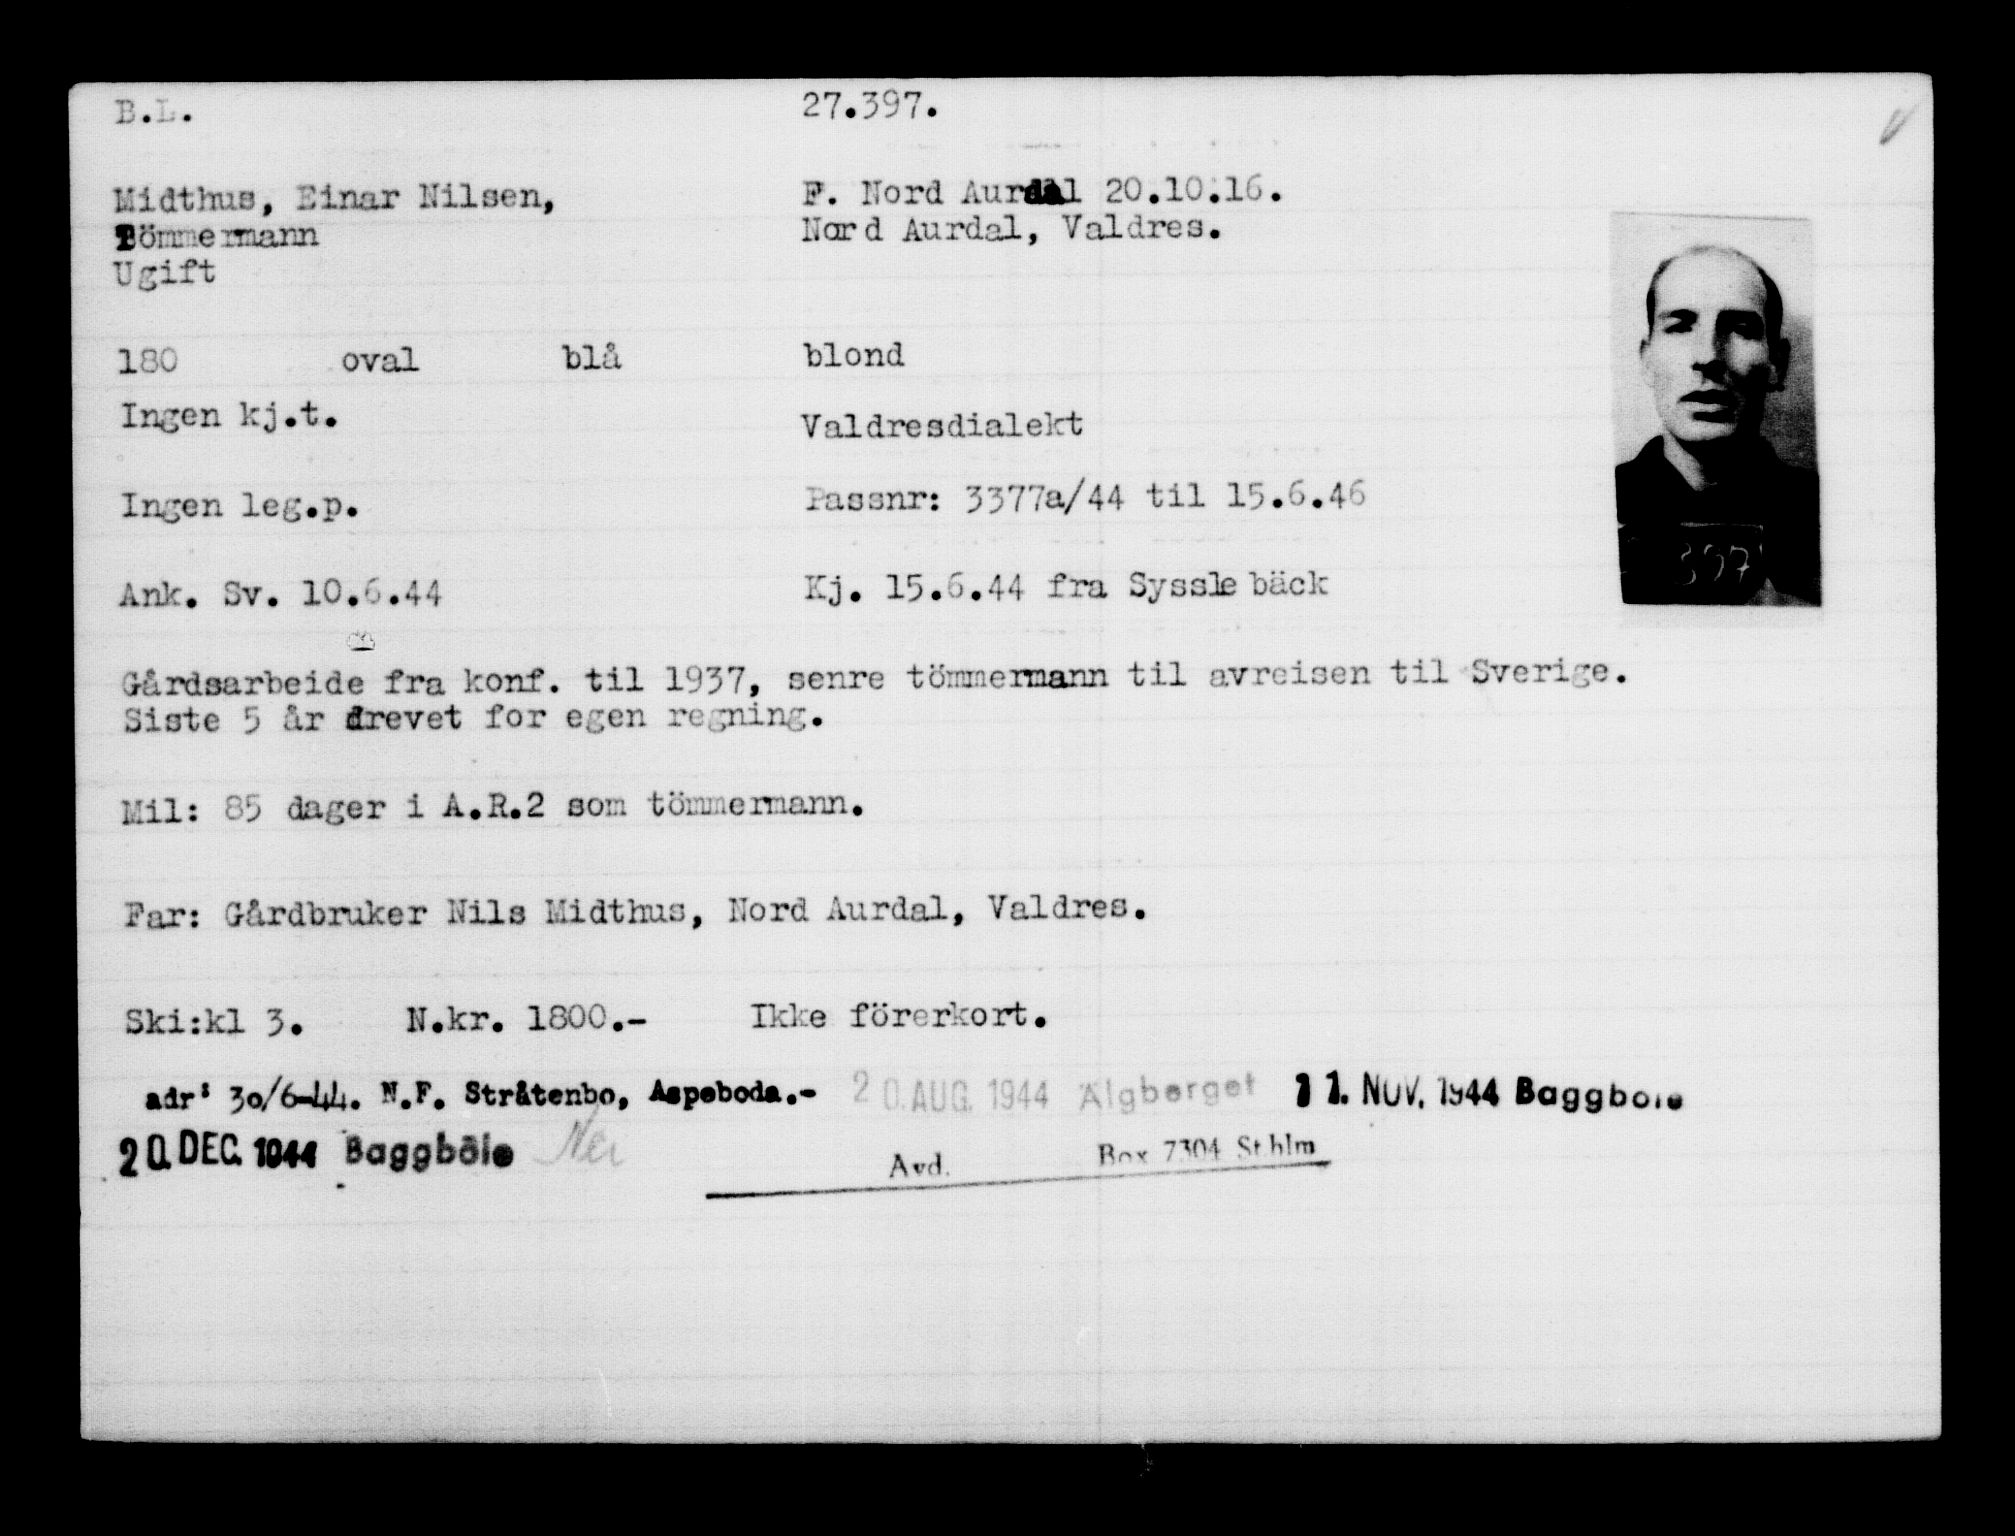 B.L. 27.397.
Midthus, Einar Nilsen, F. Nord Aurdal 20.10.16.
Tömmermann Nord Aurdal, Valdres.
Ugift
180 oval blå blond
Ingen kj.t. Valdresdialekt
Ingen leg.p. Passnr: 3377a/44 til 15.6.46
Ank. Sv. 10.6.44 Kj. 15.6.44 fra Sysslebäck
397
Gårdsarbeide fra konf. til 1937, senre tömmermann til avreisen til Sverige.
Siste 5 år drevet for egen regning.
Mil: 85 dager i A.R.2 som tömmermann.
Far: Gårdbruker Nils Midthus, Nord Aurdal, Valdres.
Ski:kl 3. N.kr. 1800.- Ikke förerkort.
adr: 30/6-44. N.F. Stråtenbo, Aspeboda.- 20. AUG. 1944 Älgberget 11. NOV. 1944 Baggböle
20. DEC. 1944 Baggböle
Avd. Box 7304 St.hlm